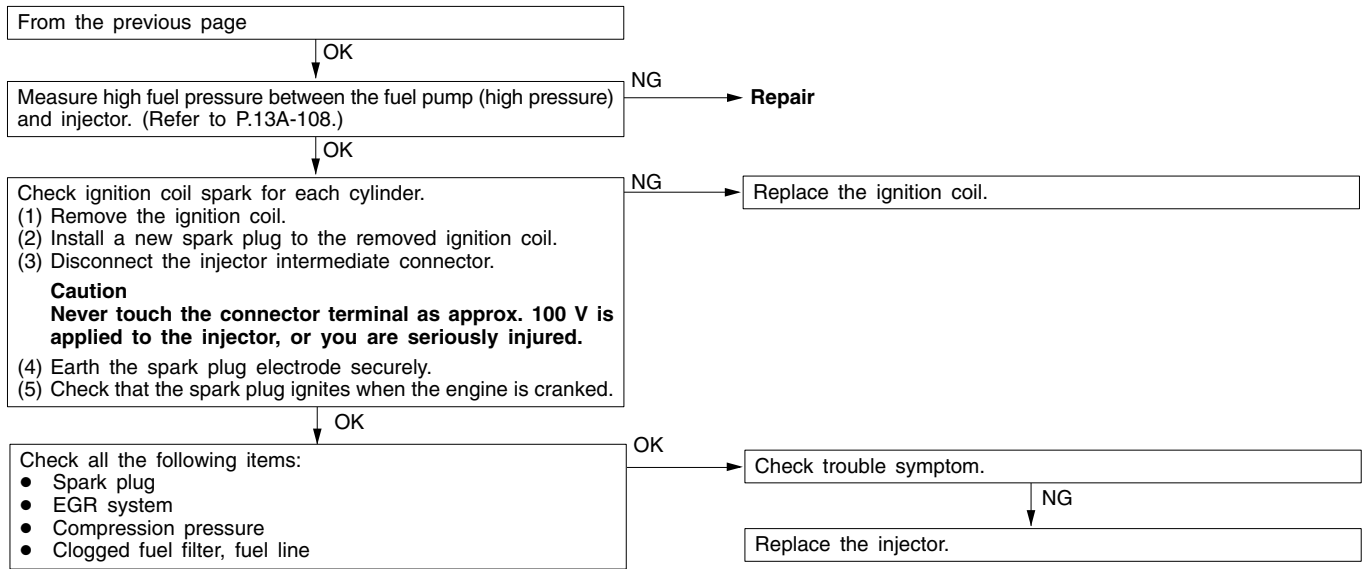 From the previous page
OK
Measure high fuel pressure between the fuel pump (high pressure)
and injector. (Refer to P.13A-108.)
NG
Repair
OK
Check ignition coil spark for each cylinder.
(1) Remove the ignition coil.
(2) Install a new spark plug to the removed ignition coil.
(3) Disconnect the injector intermediate connector.
Caution
Never touch the connector terminal as approx. 100 V is
applied to the injector, or you are seriously injured.
(4) Earth the spark plug electrode securely.
(5) Check that the spark plug ignites when the engine is cranked.
NG
Replace the ignition coil.
OK
Check all the following items:
● Spark plug
● EGR system
● Compression pressure
● Clogged fuel filter, fuel line
OK
Check trouble symptom.
NG
Replace the injector.